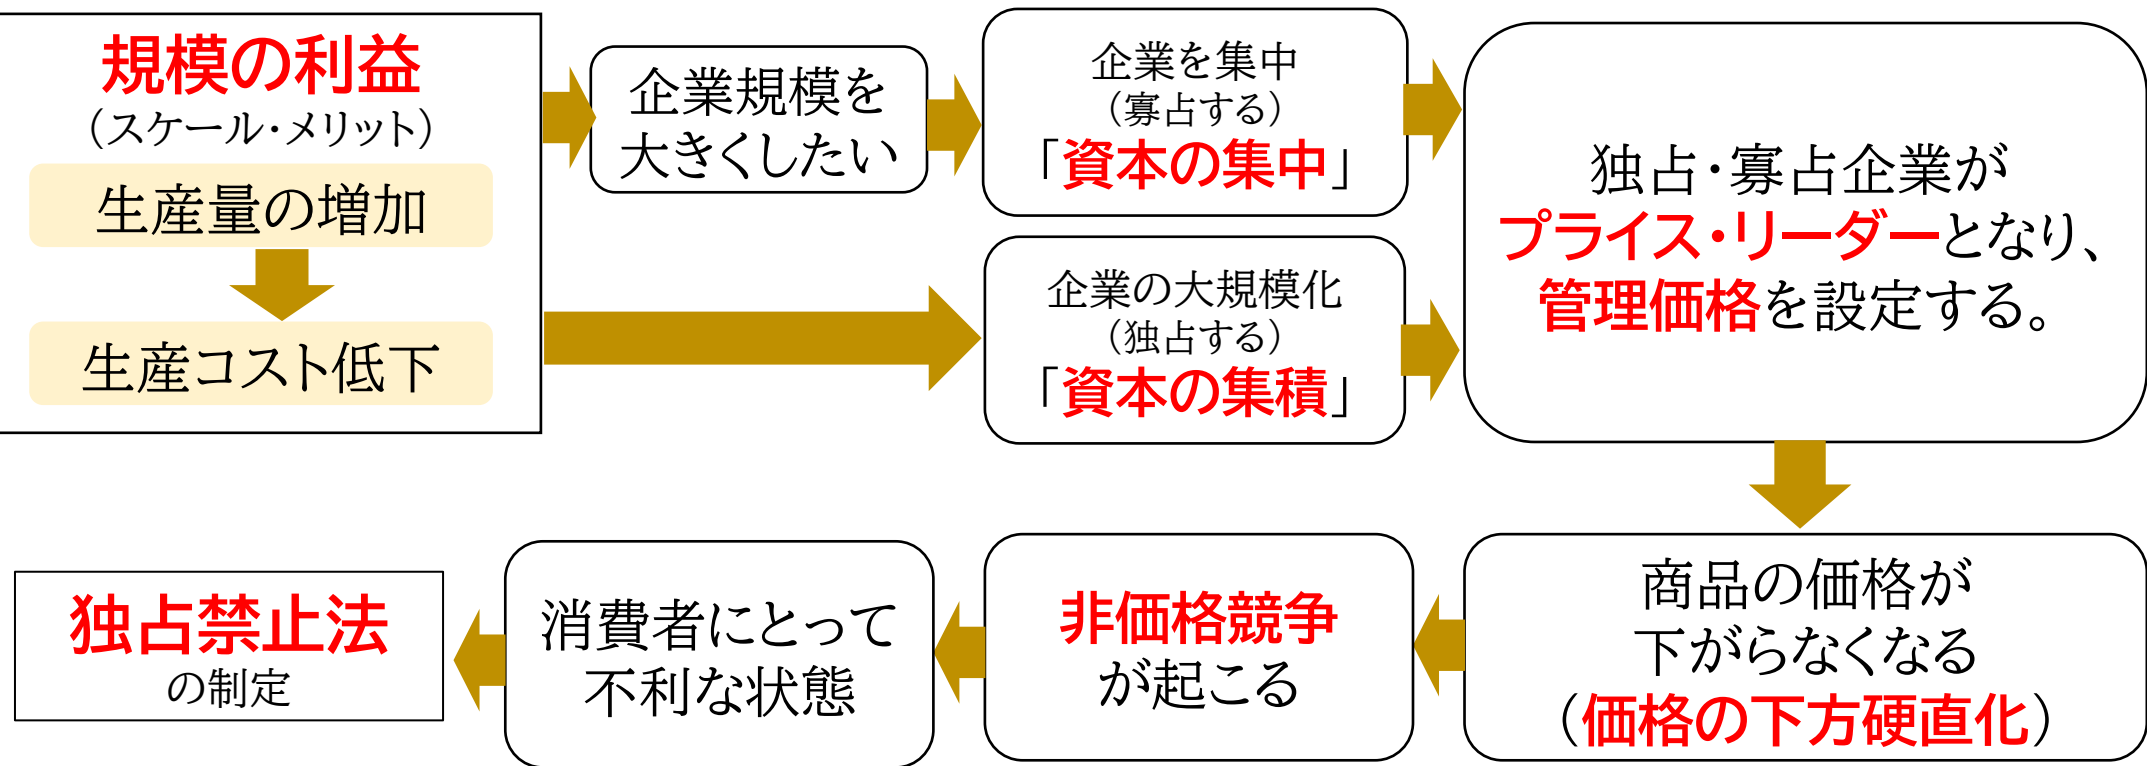 規模の利益
（スケール・メリット）
生産量の増加
生産コスト低下
企業規模を
大きくしたい
企業を集中
（寡占する）
「資本の集中」
企業の大規模化
（独占する）
「資本の集積」
独占・寡占企業が
プライス・リーダーとなり、
管理価格を設定する。
商品の価格が
下がらなくなる
（価格の下方硬直化）
非価格競争
が起こる
消費者にとって
不利な状態
独占禁止法
の制定